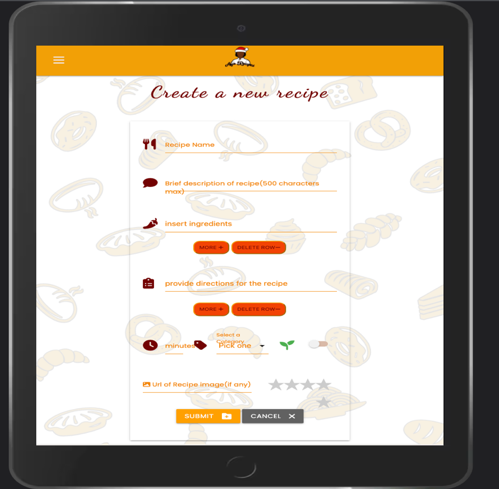 Create a new recipe
Recipe Name
Brief description of recipe(500 characters
max)
insert ingredients
MORE + DELETE ROW—
provide directions for the recipe
MORE + DELETE ROW—
Select a
Category
minutes Pick one
Url of Recipe image(if any)
SUBMIT CANCEL ✕